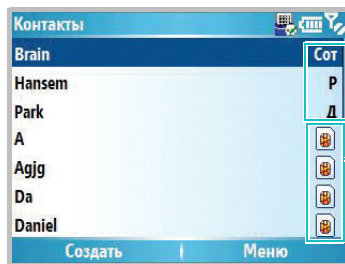 Контакты
Brain Сот
Hansem Р
Park Д
A
Agjg
Da
Daniel
Создать Меню